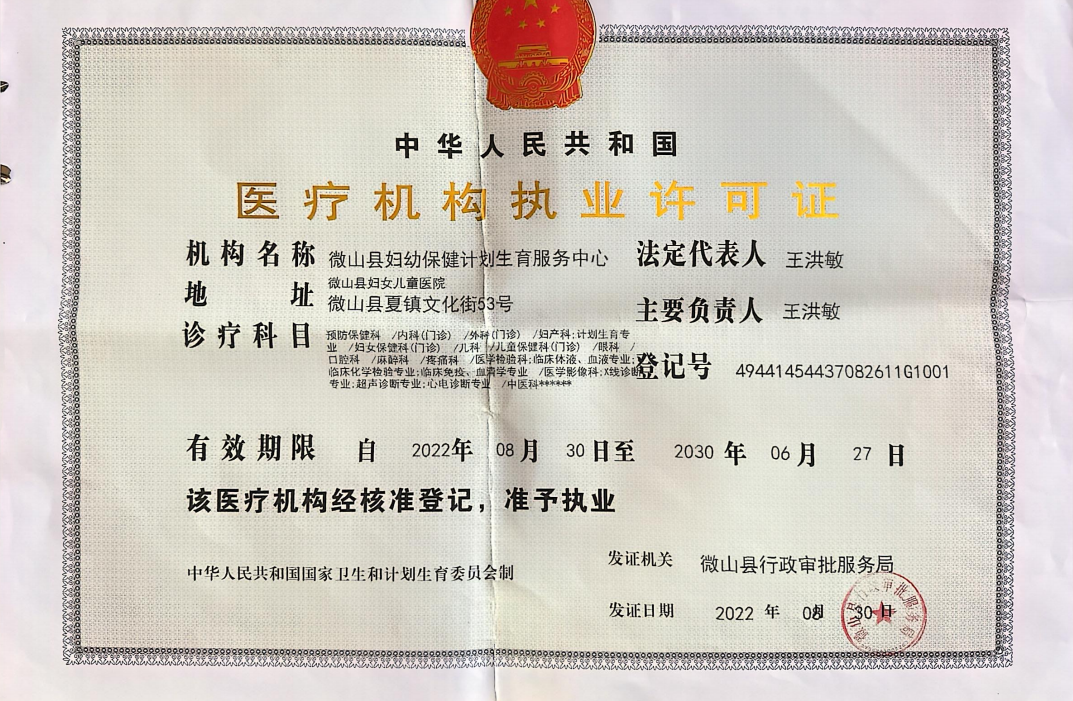 中华人民共和国
医疗机构执业许可证
机构名称 微山县妇幼保健计划生育服务中心
微山县妇女儿童医院
地址 微山县夏镇文化街53号
诊疗科目 预防保健科 /内科(门诊) /外科(门诊) /妇产科;计划生育专
业 /妇女保健科(门诊) /儿科 /儿童保健科(门诊) /眼科 /
口腔科 /麻醉科 /疼痛科 /医学检验科;临床体液、血液专业;
临床化学检验专业;临床免疫、血清学专业 /医学影像科;X线诊断
专业;超声诊断专业;心电诊断专业 /中医科******
法定代表人 王洪敏
主要负责人 王洪敏
登记号 49441454437082611G1001
有效期限 自 2022年 08月 30日至 2030年 06月 27日
该医疗机构经核准登记，准予执业
中华人民共和国国家卫生和计划生育委员会制
发证机关 微山县行政审批服务局
发证日期 2022年 08月 30日
微山县行政审批服务局